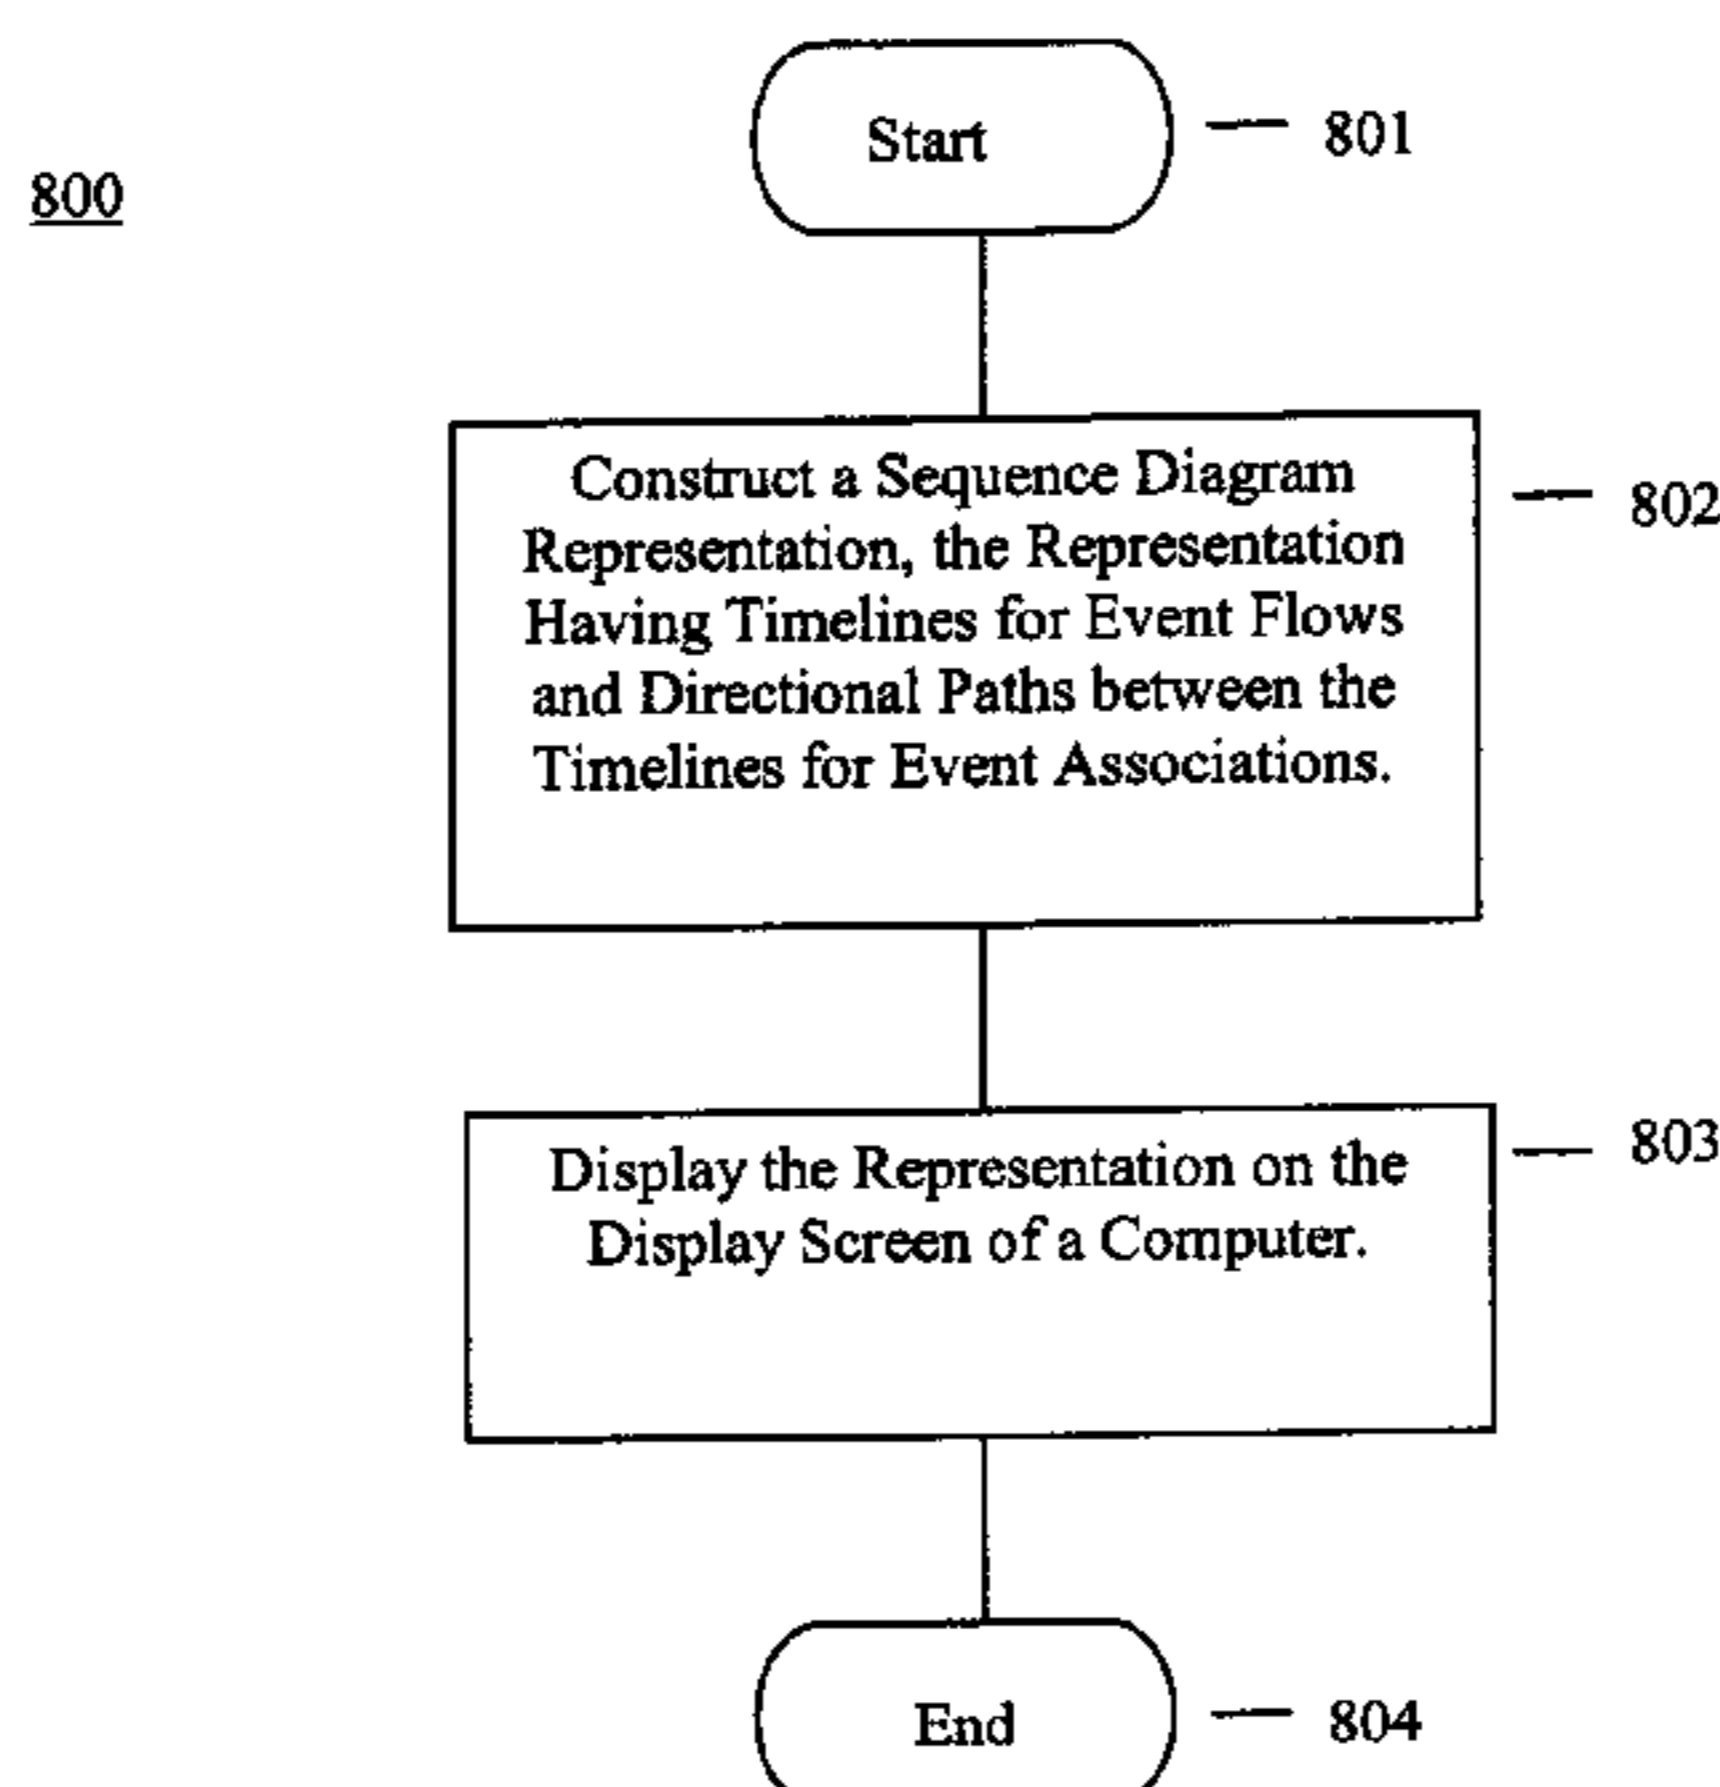 Start
801
800
Construct a Sequence Diagram
Representation, the Representation
Having Timelines for Event Flows
and Directional Paths between the
Timelines for Event Associations.
802
Display the Representation on the
Display Screen of a Computer.
803
End
804